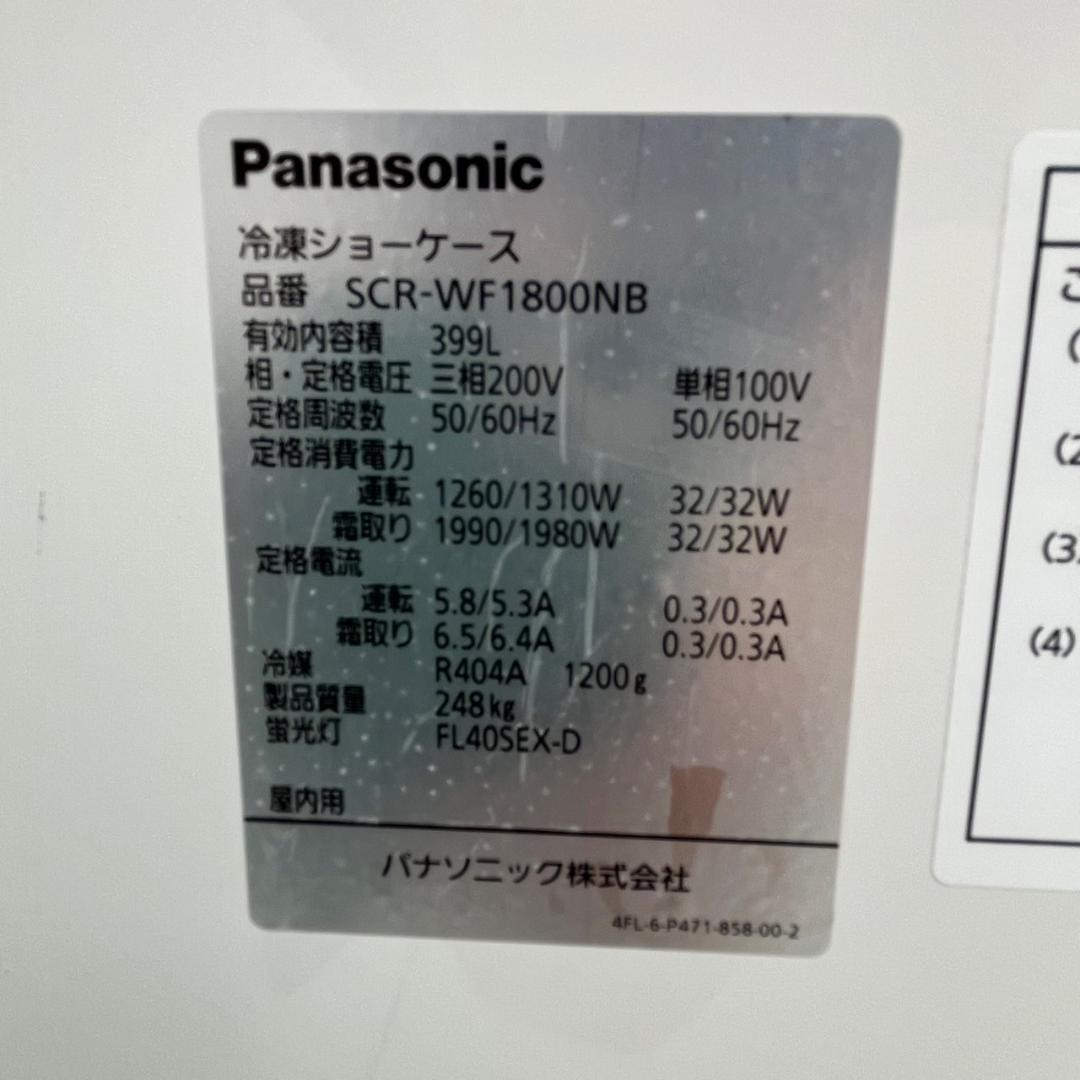 Panasonic
冷凍ショーケース
品番 SCR-WF1800NB
有効内容積 399L
相・定格電圧 三相200V 単相100V
定格周波数 50/60Hz 50/60Hz
定格消費電力
運転 1260/1310W 32/32W
霜取り 1990/1980W 32/32W
定格電流
運転 5.8/5.3A 0.3/0.3A
霜取り 6.5/6.4A 0.3/0.3A
冷媒 R404A 1200g
製品質量 248kg
蛍光灯 FL40SEX-D
屋内用
パナソニック株式会社
4FL-6-P471-858-00-2
(2
(3
(4)